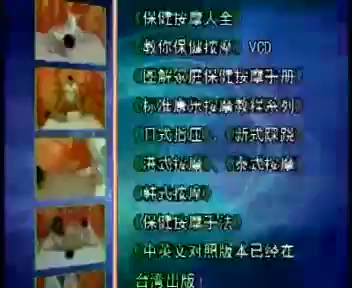 《保健按摩大全》
《教你保健按摩》VCD
《图解家庭保健按摩手册》
《标准康乐按摩教程系列》
《日式指压》、《新式踩跷》
《港式按摩》、《泰式按摩》
《韩式按摩》
《保健按摩手法》
中英文对照版本已经在
台湾出版!